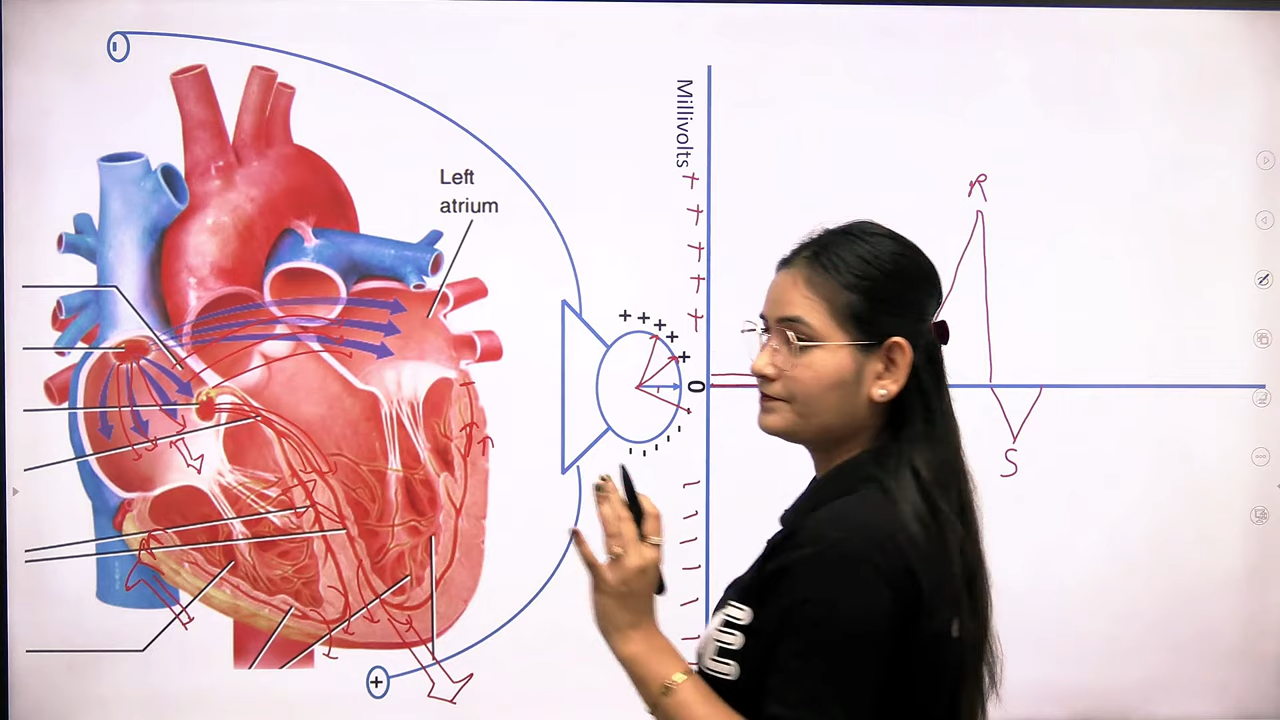 Left
atrium
Millivolts
+
+
+
+
+
+ + + + +
0
- - - - -
-
-
-
-
-
-
+
R
S